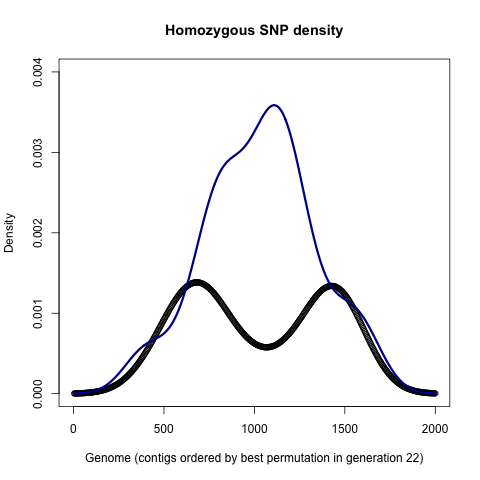 Homozygous SNP density
Density
0.004
0.003
0.002
0.001
0.000
0 500 1000 1500 2000
Genome (contigs ordered by best permutation in generation 22)